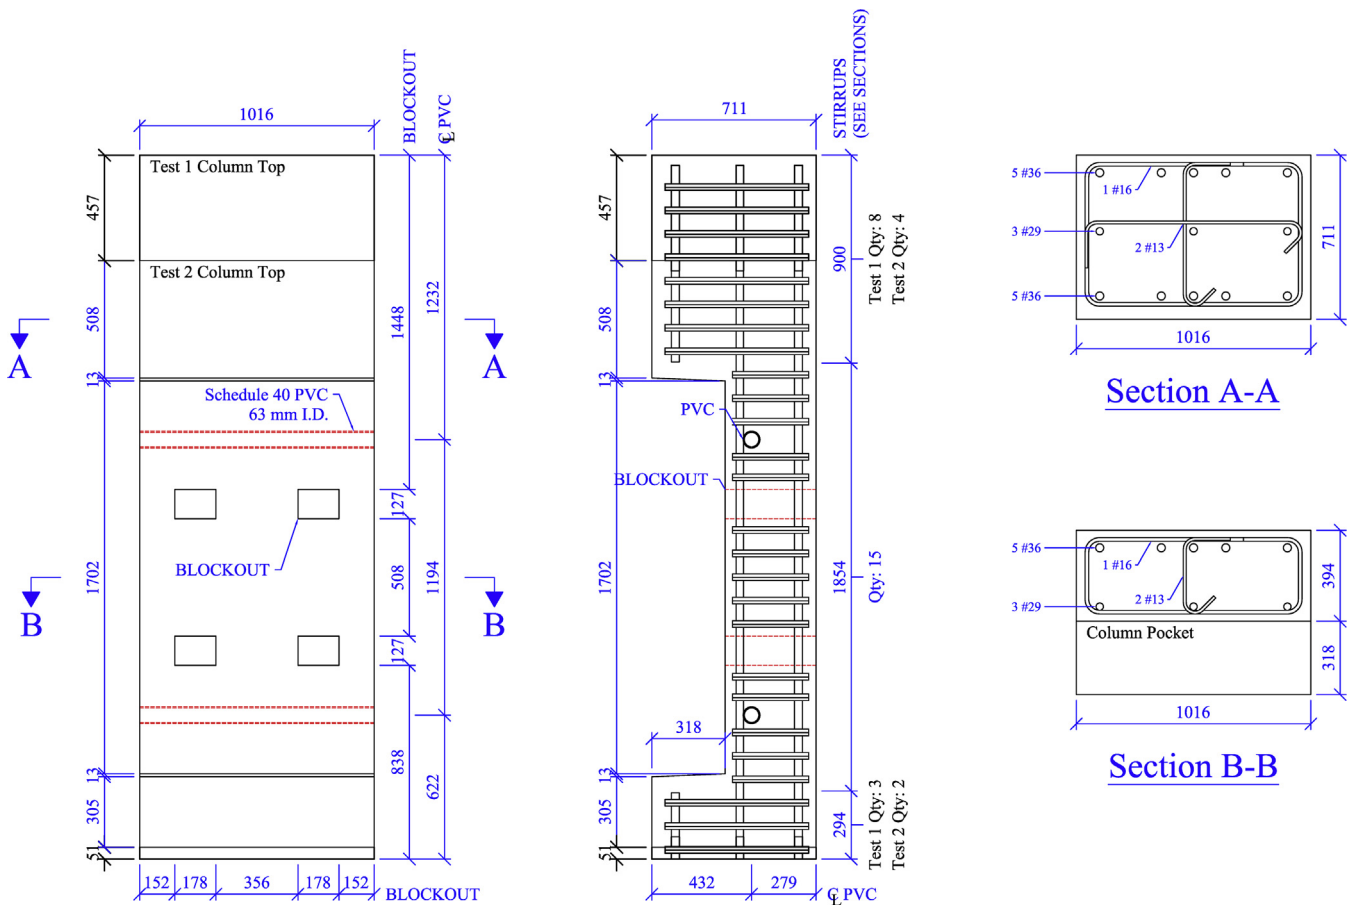 1016
BLOCKOUT
℄ PVC
Test 1 Column Top
457
Test 2 Column Top
508
1448
1232
A
A
13
Schedule 40 PVC
63 mm I.D.
127
BLOCKOUT
508
1194
1702
B
B
127
838
622
13
305
51
152
178
356
178
152
BLOCKOUT
711
STIRRUPS
(SEE SECTIONS)
457
900
Test 1 Qty: 8
Test 2 Qty: 4
508
13
PVC
BLOCKOUT
1702
1854
Qty: 15
318
13
305
294
Test 1 Qty: 3
Test 2 Qty: 2
51
432
279
℄ PVC
5 #36
1 #16
3 #29
2 #13
5 #36
711
1016
Section A-A
5 #36
1 #16
3 #29
2 #13
394
Column Pocket
318
1016
Section B-B